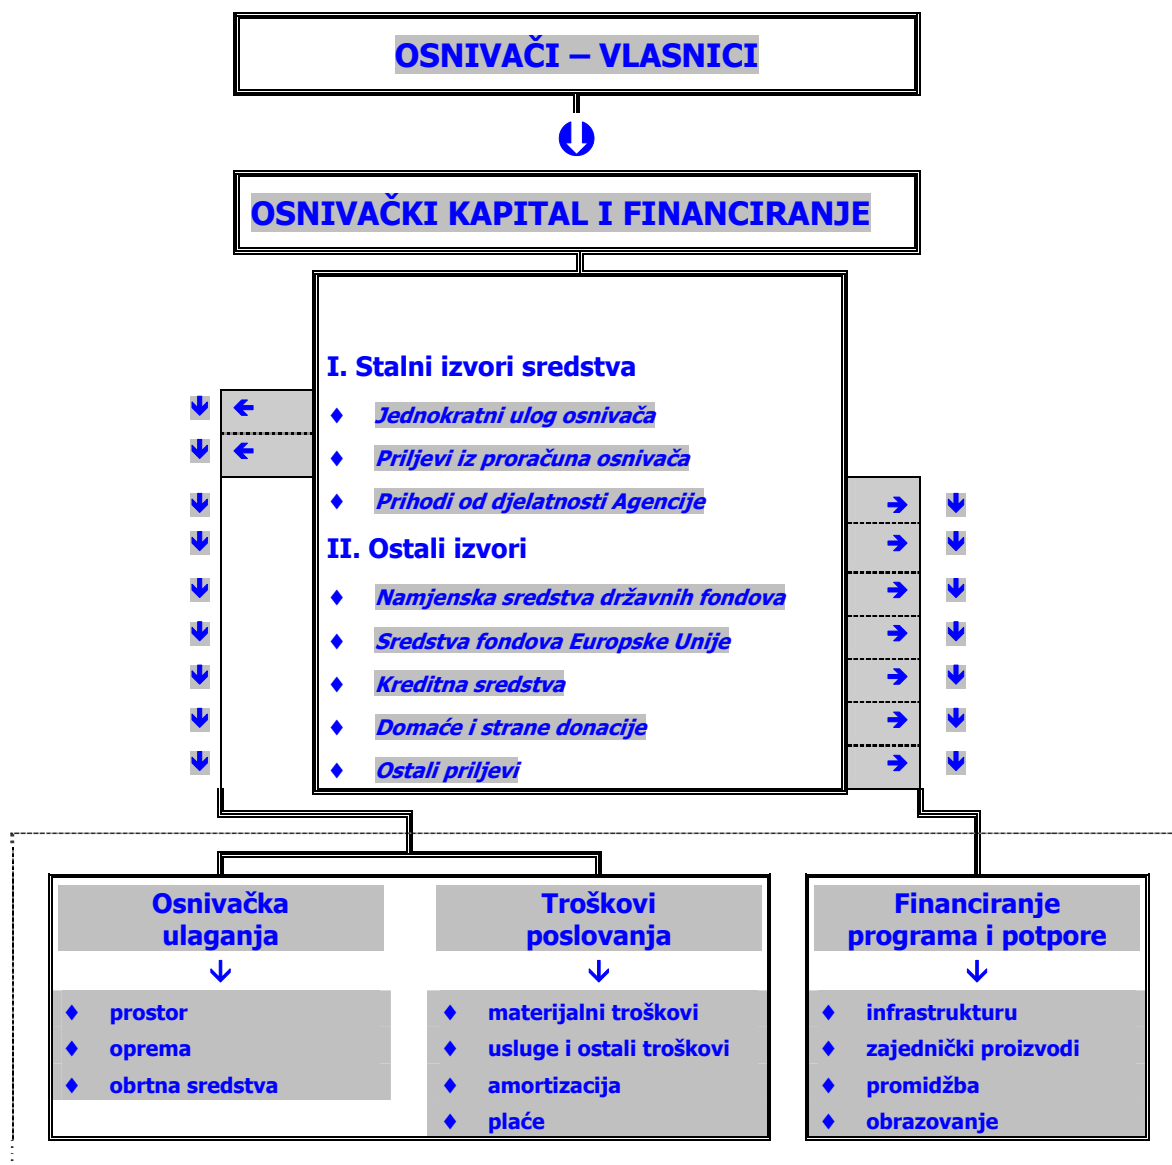 OSNIVAČI – VLASNICI
OSNIVAČKI KAPITAL I FINANCIRANJE
I. Stalni izvori sredstva
♦ Jednokratni ulog osnivača
♦ Priljevi iz proračuna osnivača
♦ Prihodi od djelatnosti Agencije
II. Ostali izvori
♦ Namjenska sredstva državnih fondova
♦ Sredstva fondova Europske Unije
♦ Kreditna sredstva
♦ Domaće i strane donacije
♦ Ostali priljevi
Osnivačka
ulaganja
♦ prostor
♦ oprema
♦ obrtna sredstva
Troškovi
poslovanja
♦ materijalni troškovi
♦ usluge i ostali troškovi
♦ amortizacija
♦ plaće
Financiranje
programa i potpore
♦ infrastrukturu
♦ zajednički proizvodi
♦ promidžba
♦ obrazovanje